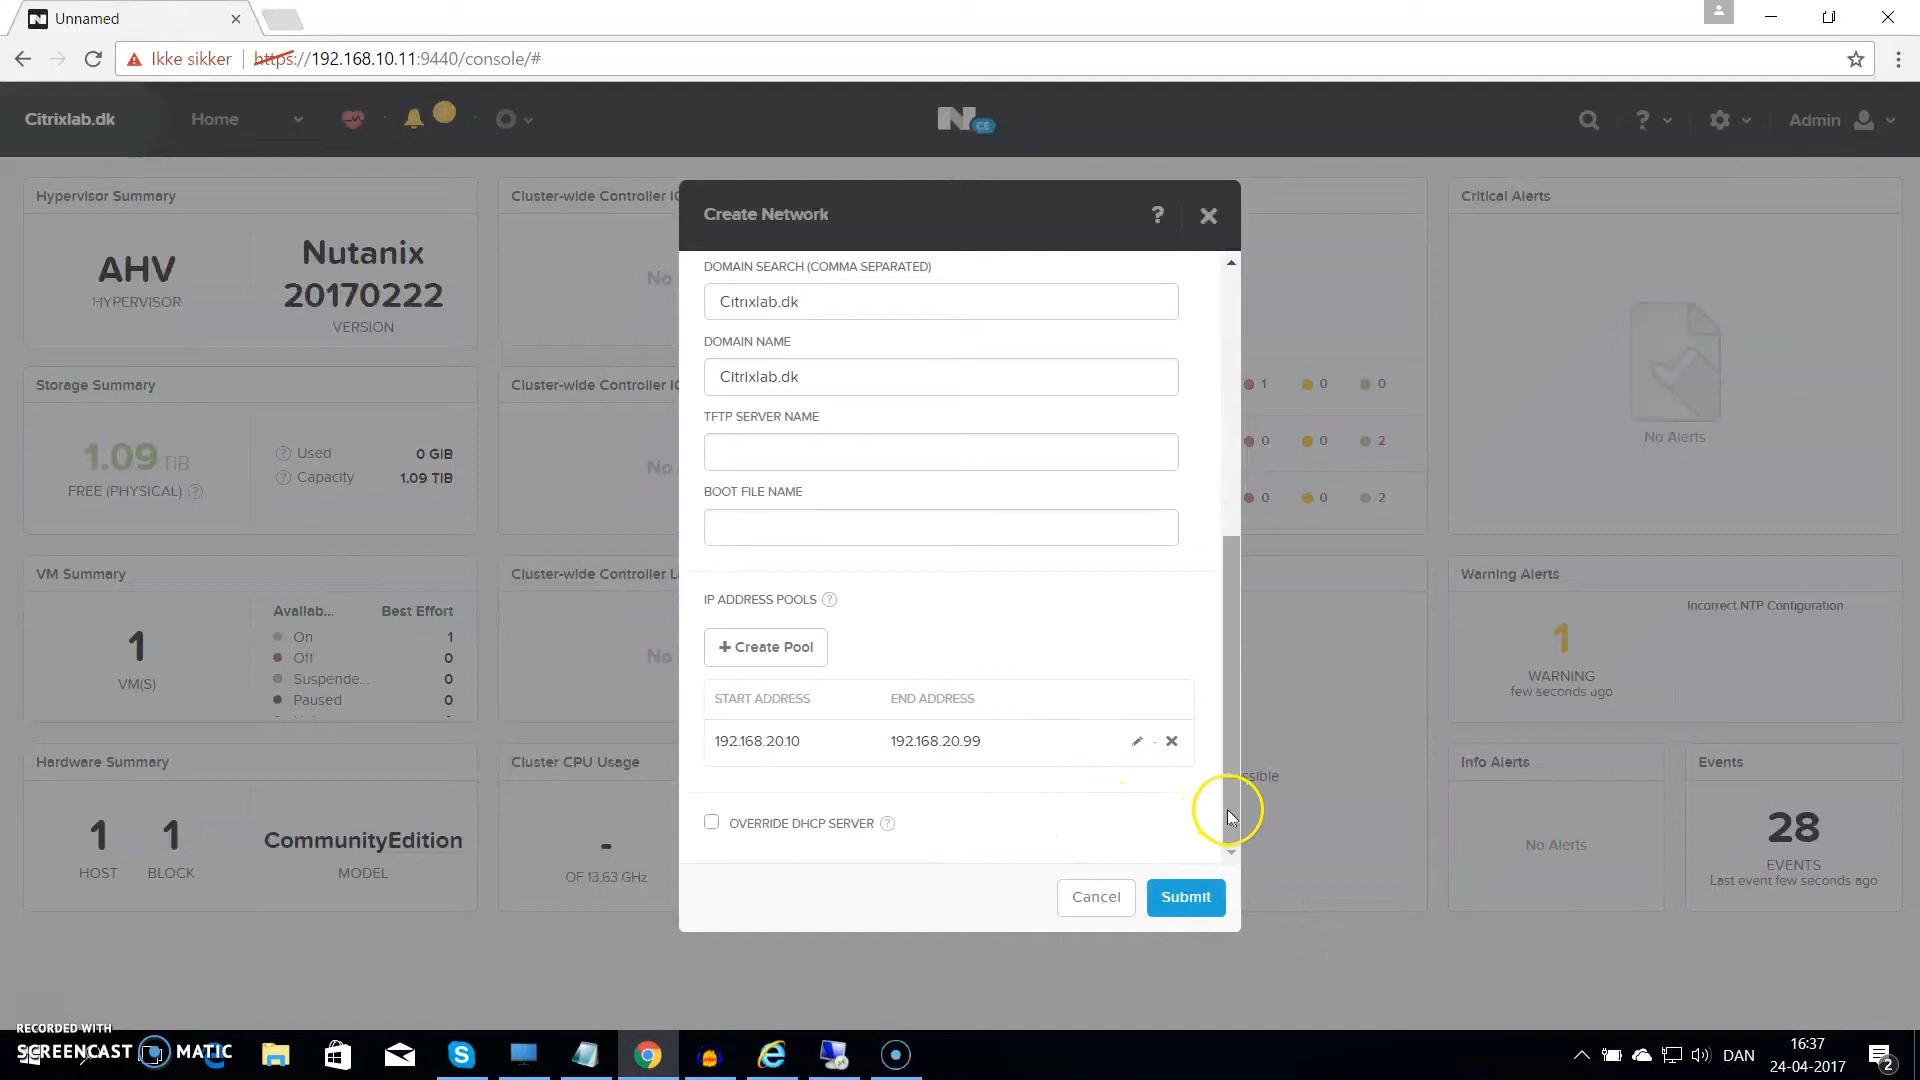 Unnamed
Ikke sikker https://192.168.10.11:9440/console/#
Citrixlab.dk Home N CE ? Admin
Hypervisor Summary
AHV
HYPERVISOR
Nutanix
20170222
VERSION
Cluster-wide Controller IO
No
Critical Alerts
No Alerts
Storage Summary
1.09 TIB
FREE (PHYSICAL) ?
? Used 0 GIB
? Capacity 1.09 TIB
Cluster-wide Controller IO
No
1 0 0
0 0 2
0 0 2
VM Summary
1
VM(S)
Availab... Best Effort
On 1
Off 0
Suspende... 0
Paused 0
Cluster-wide Controller La
No
Warning Alerts
1
WARNING
few seconds ago
Incorrect NTP Configuration
Hardware Summary
1
HOST
1
BLOCK
CommunityEdition
MODEL
Cluster CPU Usage
-
OF 13.63 GHz
ssible
Info Alerts
No Alerts
Events
28
EVENTS
Last event few seconds ago
Create Network ?
DOMAIN SEARCH (COMMA SEPARATED)
Citrixlab.dk
DOMAIN NAME
Citrixlab.dk
TFTP SERVER NAME
BOOT FILE NAME
IP ADDRESS POOLS ?
+ Create Pool
START ADDRESS END ADDRESS
192.168.20.10 192.168.20.99
OVERRIDE DHCP SERVER ?
Cancel Submit
RECORDED WITH
SCREENCAST MATIC
DAN
16:37
24-04-2017
2